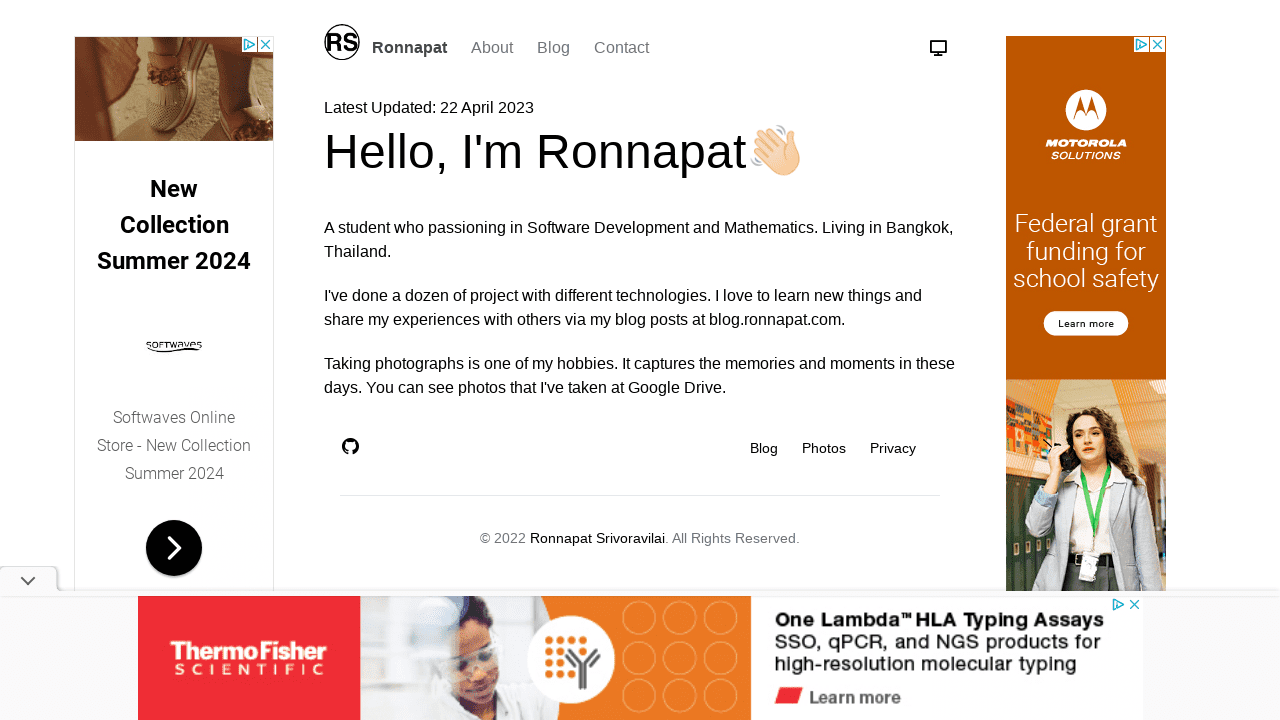 RS
Ronnapat
About
Blog
Contact
Latest Updated: 22 April 2023
Hello, I'm Ronnapat👋🏻
A student who passioning in Software Development and Mathematics. Living in Bangkok,
Thailand.
I've done a dozen of project with different technologies. I love to learn new things and
share my experiences with others via my blog posts at blog.ronnapat.com.
Taking photographs is one of my hobbies. It captures the memories and moments in these
days. You can see photos that I've taken at Google Drive.
Blog
Photos
Privacy
© 2022 Ronnapat Srivoravilai. All Rights Reserved.
New
Collection
Summer 2024
SOFTWAVES
Softwaves Online
Store - New Collection
Summer 2024
MOTOROLA
SOLUTIONS
Federal grant
funding for
school safety
Learn more
ThermoFisher
SCIENTIFIC
One Lambda™ HLA Typing Assays
SSO, qPCR, and NGS products for
high-resolution molecular typing
Learn more